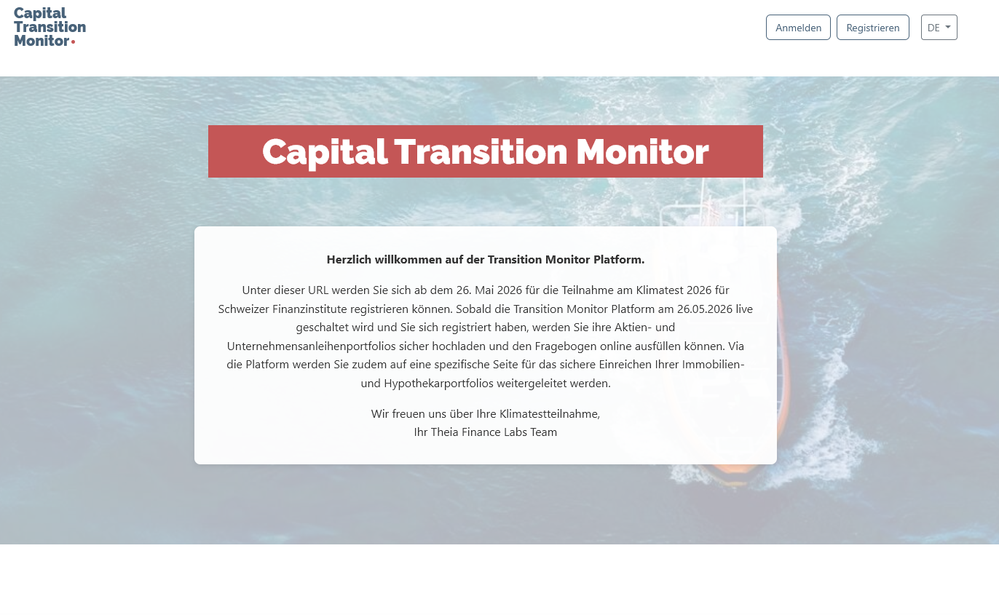 Capital
Transition
Monitor
Anmelden
Registrieren
DE
Capital Transition Monitor
Herzlich willkommen auf der Transition Monitor Platform.
Unter dieser URL werden Sie sich ab dem 26. Mai 2026 für die Teilnahme am Klimatest 2026 für
Schweizer Finanzinstitute registrieren können. Sobald die Transition Monitor Platform am 26.05.2026 live
geschaltet wird und Sie sich registriert haben, werden Sie ihre Aktien- und
Unternehmensanleihenportfolios sicher hochladen und den Fragebogen online ausfüllen können. Via
die Platform werden Sie zudem auf eine spezifische Seite für das sichere Einreichen Ihrer Immobilien-
und Hypothekarportfolios weitergeleitet werden.
Wir freuen uns über Ihre Klimatestteilnahme,
Ihr Theia Finance Labs Team